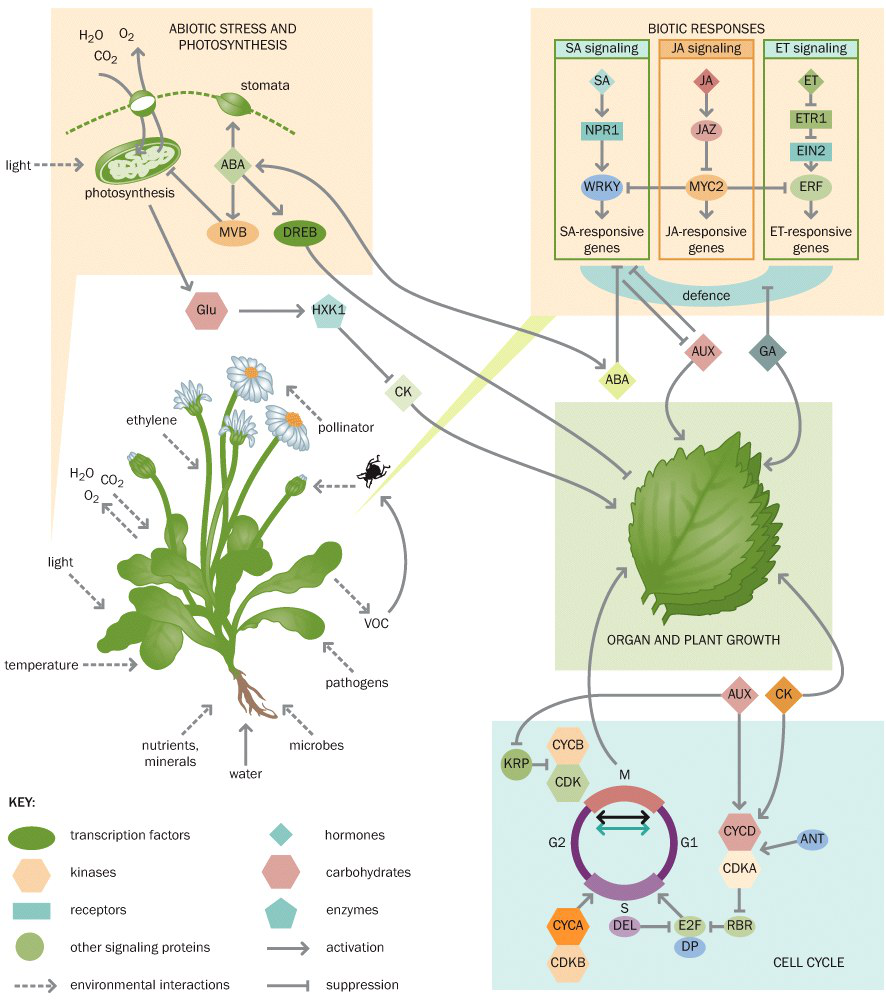 ABIOTIC STRESS AND
PHOTOSYNTHESIS
H2O
O2
CO2
stomata
light
ABA
photosynthesis
MVB
DREB
Glu
HXK1
CK
BIOTIC RESPONSES
SA signaling
JA signaling
ET signaling
SA
JA
ET
NPR1
JAZ
ETR1
EIN2
WRKY
MYC2
ERF
SA-responsive
genes
JA-responsive
genes
ET-responsive
genes
defence
ABA
AUX
GA
ethylene
pollinator
H2O
CO2
O2
light
VOC
temperature
pathogens
nutrients,
minerals
microbes
water
ORGAN AND PLANT GROWTH
AUX
CK
KRP
CYCB
CDK
M
G2
G1
S
CYCD
CDKA
ANT
CYCA
CDKB
DEL
E2F
DP
RBR
CELL CYCLE
KEY:
transcription factors
hormones
kinases
carbohydrates
receptors
enzymes
other signaling proteins
activation
environmental interactions
suppression